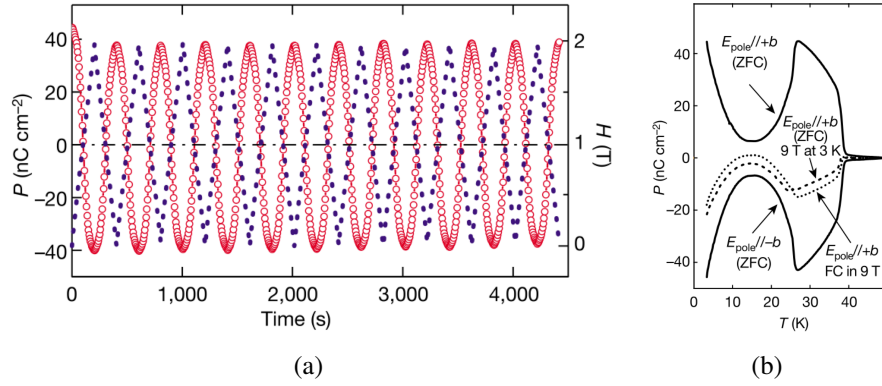 40
20
0
−20
−40
P (nC cm⁻²)
2
1
0
H (T)
0
1,000
2,000
3,000
4,000
Time (s)
(a)
40
20
0
−20
−40
P (nC cm⁻²)
E_pole//+b
(ZFC)
E_pole//+b
(ZFC)
9 T at 3 K
E_pole//−b
(ZFC)
E_pole//+b
FC in 9 T
0
10
20
30
40
T (K)
(b)